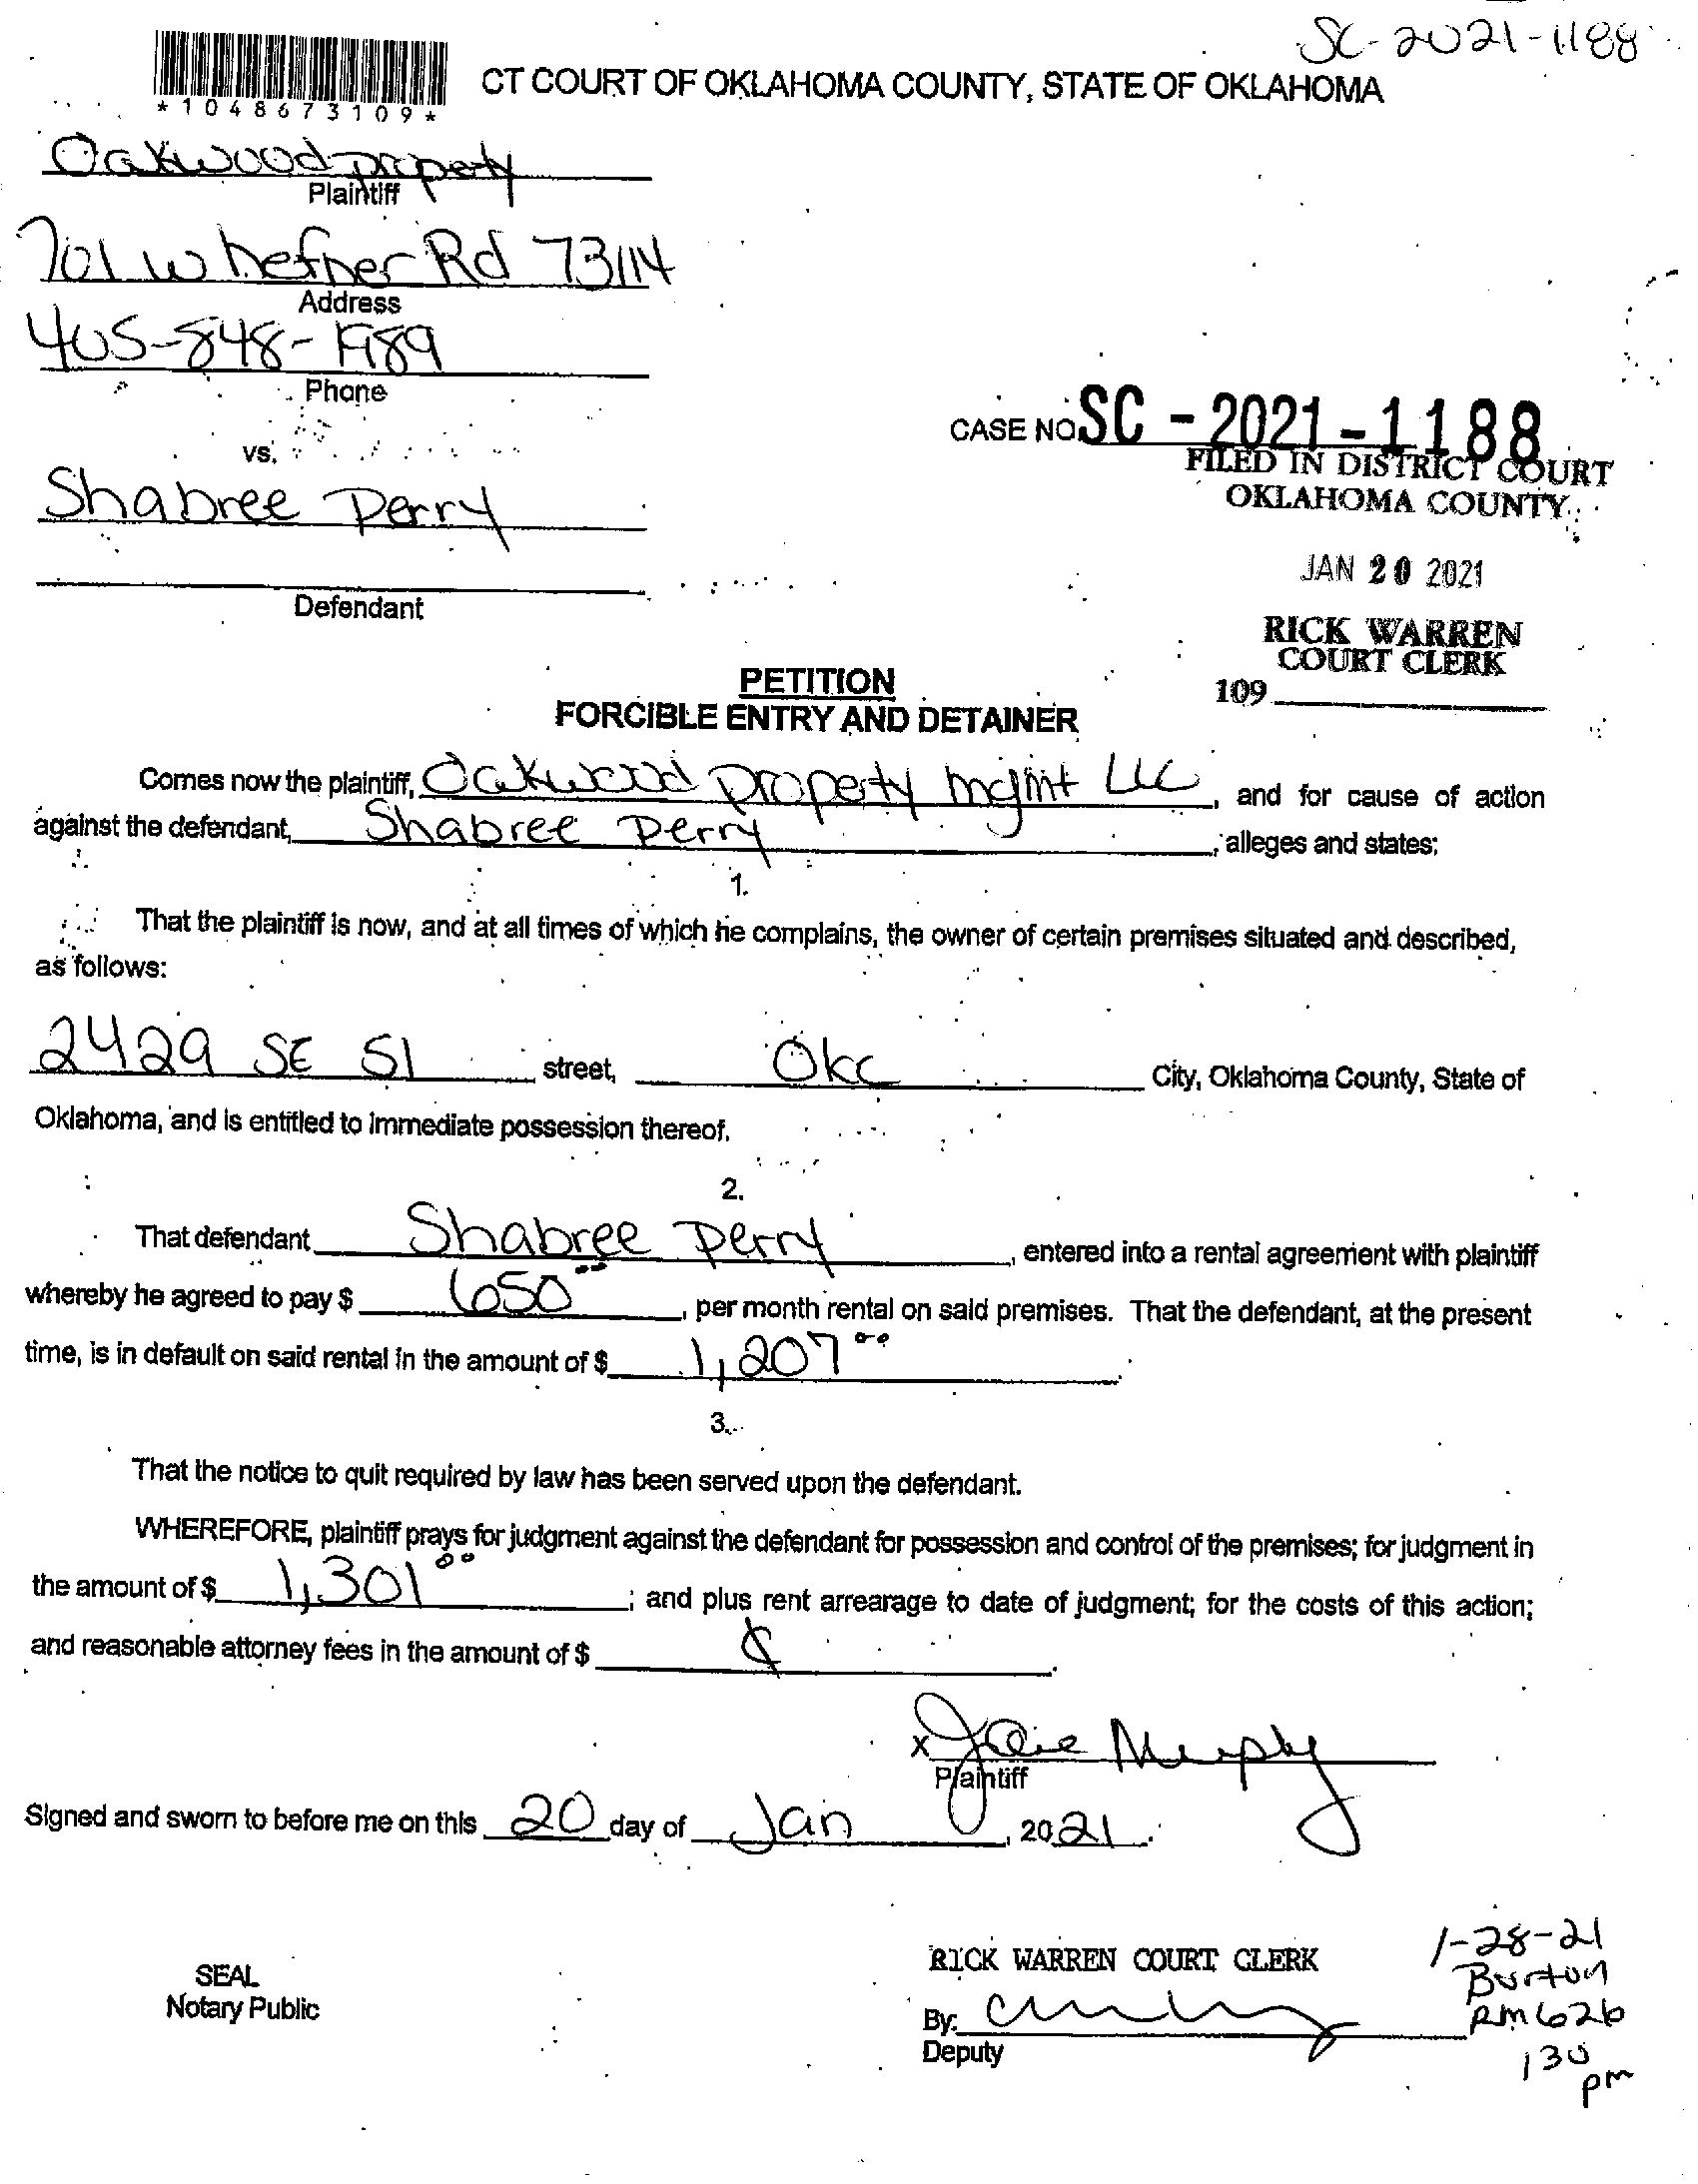 SC-2021-1188
*1048673109*
CT COURT OF OKLAHOMA COUNTY, STATE OF OKLAHOMA
Oakwood property
Plaintiff
701 W hefner Rd 73114
Address
405-848-1989
Phone
vs.
Shabree Perry
Defendant
CASE NO. SC - 2021 - 1188
FILED IN DISTRICT COURT
OKLAHOMA COUNTY
JAN 20 2021
RICK WARREN
COURT CLERK
109
PETITION
FORCIBLE ENTRY AND DETAINER
Comes now the plaintiff, Oakwood property mgmt LLC, and for cause of action
against the defendant, Shabree Perry, alleges and states:
1.
That the plaintiff is now, and at all times of which he complains, the owner of certain premises situated and described,
as follows:
2429 SE 51 street, Okc City, Oklahoma County, State of
Oklahoma, and is entitled to immediate possession thereof.
2.
That defendant Shabree Perry, entered into a rental agreement with plaintiff
whereby he agreed to pay $ 650.00, per month rental on said premises. That the defendant, at the present
time, is in default on said rental in the amount of $ 1,207.00.
3.
That the notice to quit required by law has been served upon the defendant.
WHEREFORE, plaintiff prays for judgment against the defendant for possession and control of the premises; for judgment in
the amount of $ 1,301.00; and plus rent arrearage to date of judgment; for the costs of this action;
and reasonable attorney fees in the amount of $
x Murphy
Plaintiff
Signed and sworn to before me on this 20 day of Jan, 2021.
SEAL
Notary Public
RICK WARREN COURT CLERK
By:
Deputy
1-28-21
Burton
RM 626
130
pm